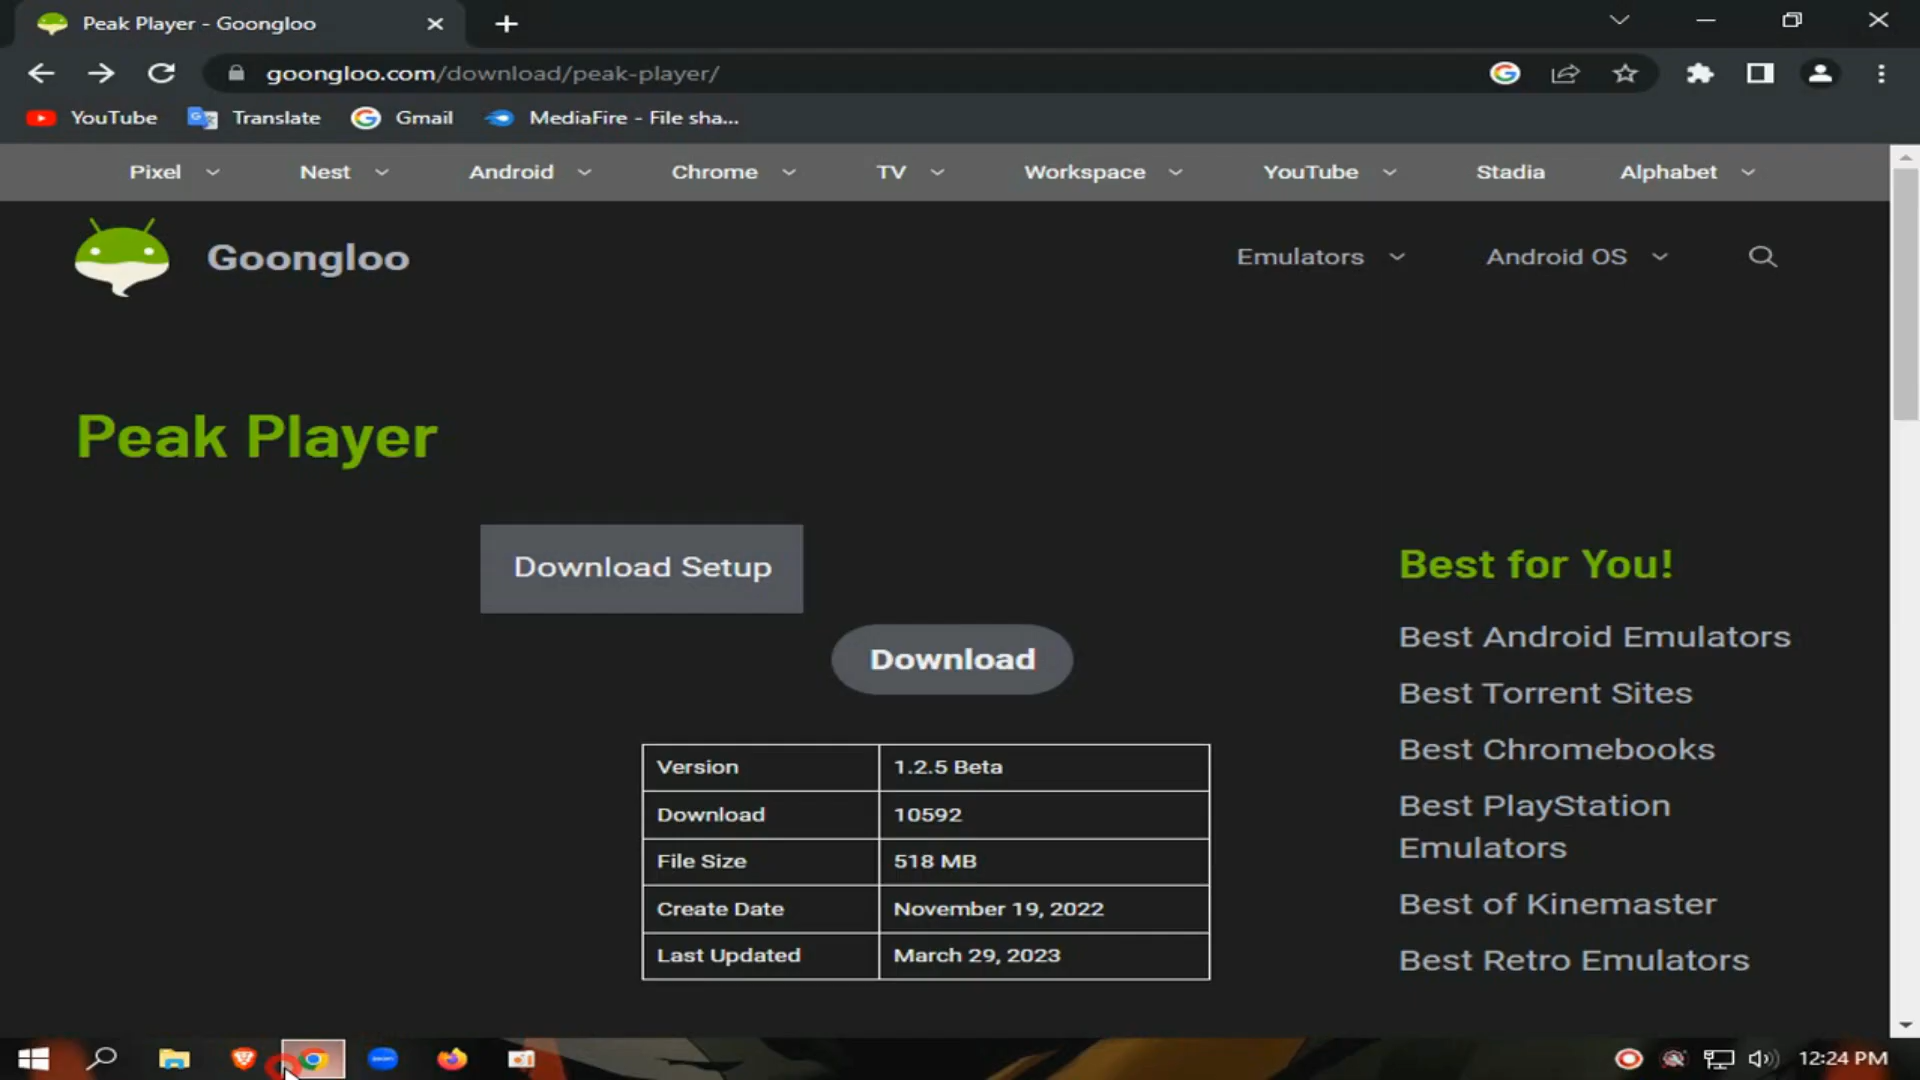 Peak Player - Goongloo
goongloo.com/download/peak-player/
YouTube Translate Gmail MediaFire - File sha...
Pixel Nest Android Chrome TV Workspace YouTube Stadia Alphabet
Goongloo
Emulators Android OS
Peak Player
Download Setup
Download
Version 1.2.5 Beta
Download 10592
File Size 518 MB
Create Date November 19, 2022
Last Updated March 29, 2023
Best for You!
Best Android Emulators
Best Torrent Sites
Best Chromebooks
Best PlayStation
Emulators
Best of Kinemaster
Best Retro Emulators
12:24 PM